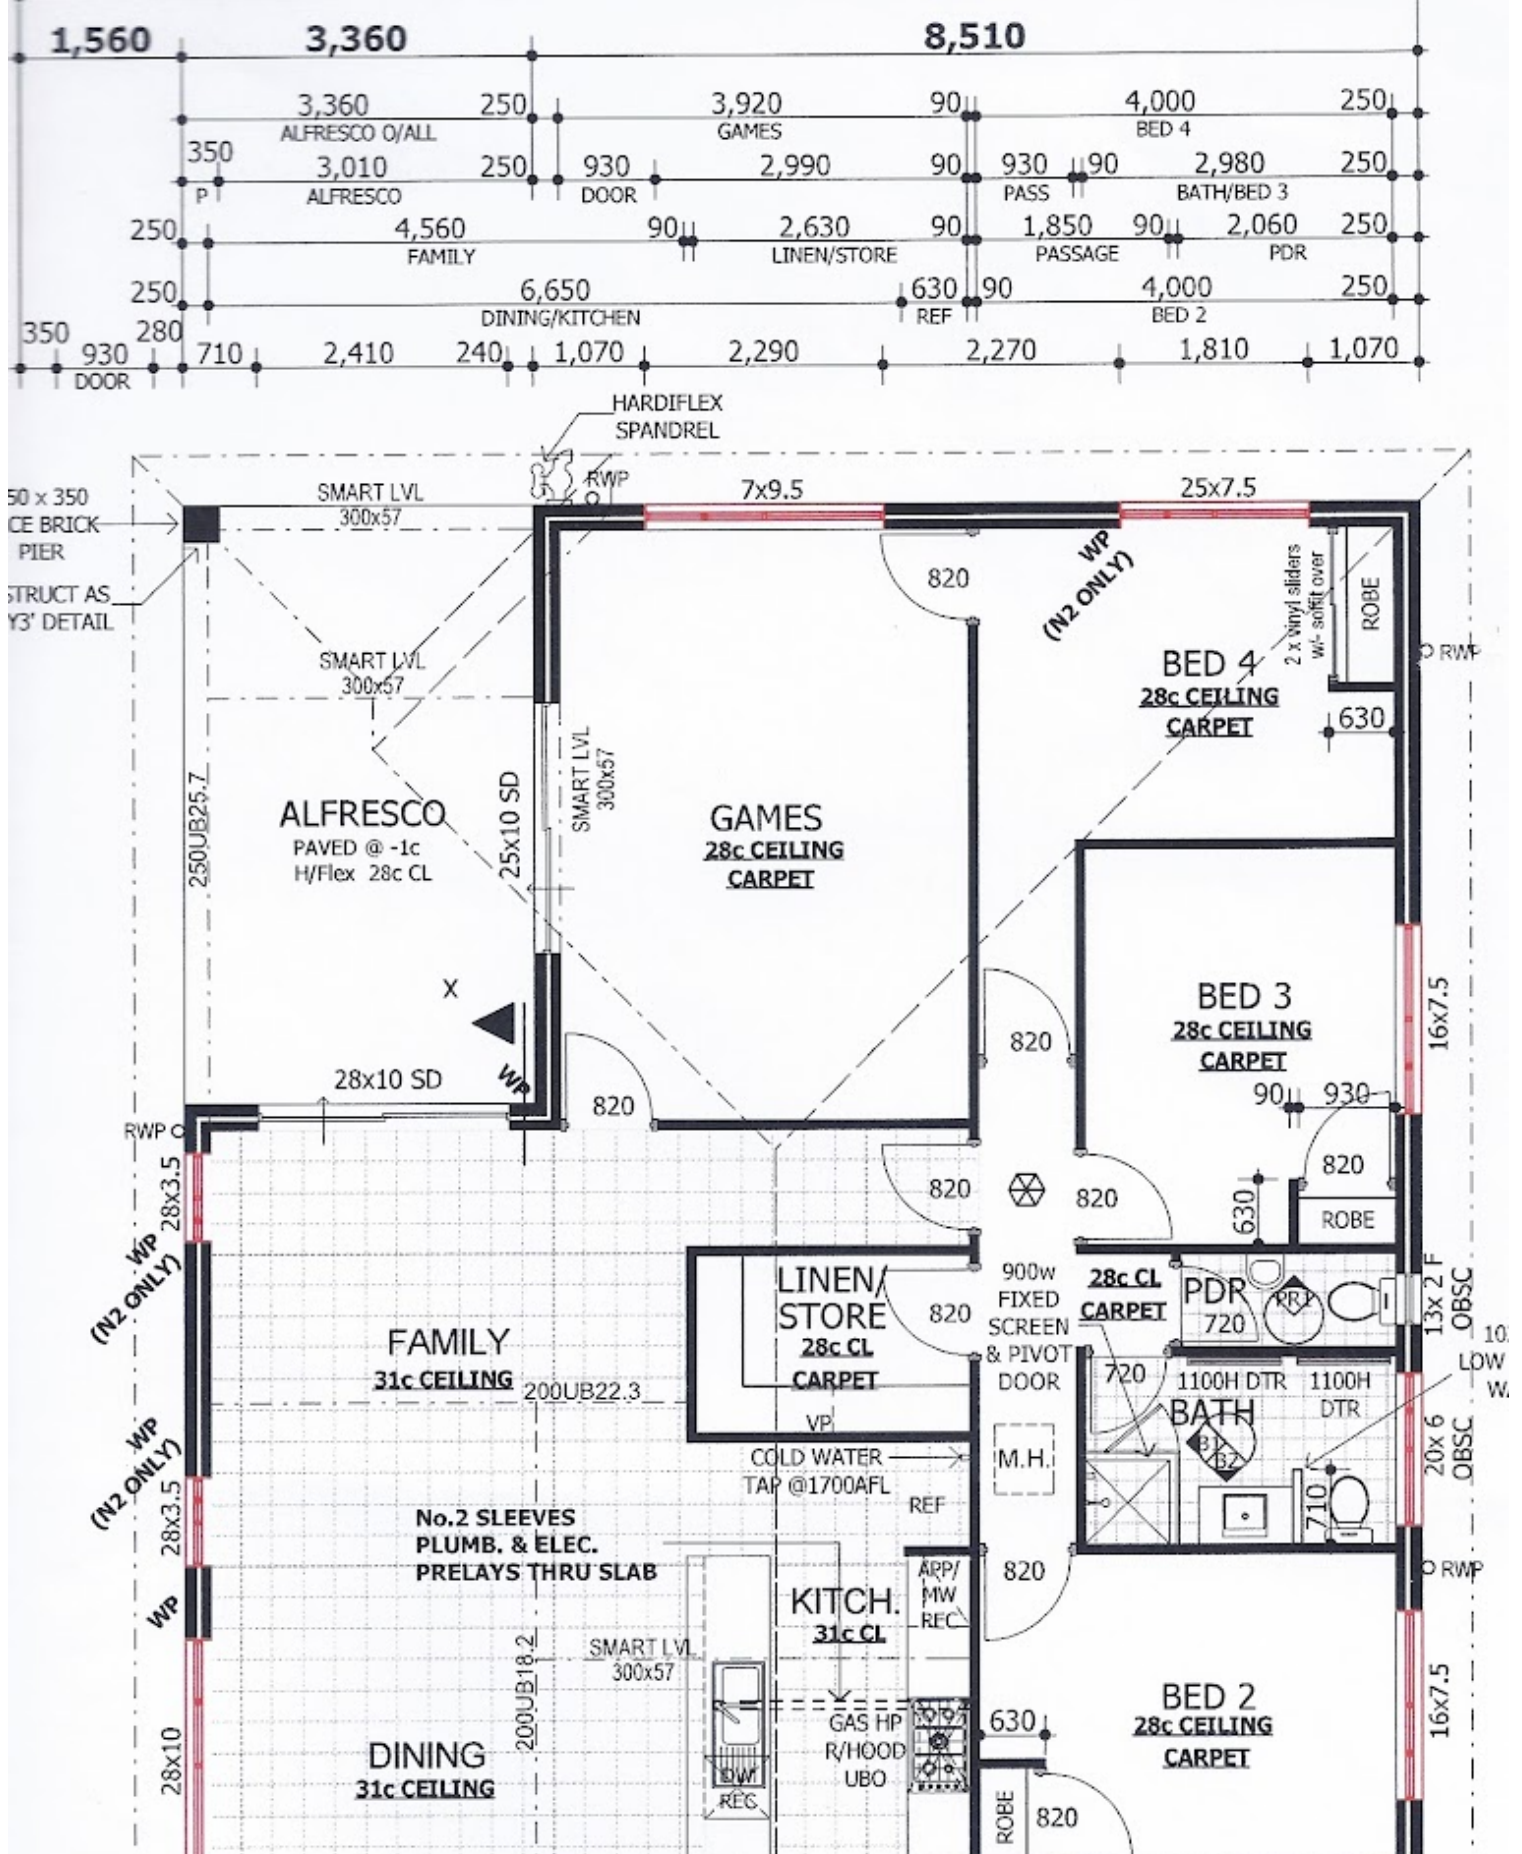 1,560 3,360 8,510
3,360 250 3,920 90 4,000 250
ALFRESCO O/ALL GAMES BED 4
350 3,010 250 930 2,990 90 930 90 2,980 250
P ALFRESCO DOOR PASS BATH/BED 3
250 4,560 90 2,630 90 1,850 90 2,060 250
FAMILY LINEN/STORE PASSAGE PDR
250 6,650 630 90 4,000 250
DINING/KITCHEN REF BED 2
350 930 280 710 2,410 240 1,070 2,290 2,270 1,810 1,070
DOOR
HARDIFLEX
SPANDREL
RWP
SMART LVL
300x57
7x9.5
25x7.5
50 x 350
CE BRICK
PIER
STRUCT AS
Y3' DETAIL
820
WP
(N2 ONLY)
2 x vinyl sliders
w/- soffit over
ROBE
RWP
SMART LVL
300x57
BED 4
28c CEILING
CARPET
630
250UB25.7
ALFRESCO
PAVED @ -1c
H/Flex 28c CL
25x10 SD
SMART LVL
300x57
GAMES
28c CEILING
CARPET
X
WP
28x10 SD
820
820
BED 3
28c CEILING
CARPET
16x7.5
90 930
820
630
ROBE
RWP
28x3.5
WP
(N2 ONLY)
820
820
LINEN/
STORE
28c CL
CARPET
VP
820
900w
FIXED
SCREEN
& PIVOT
DOOR
28c CL
CARPET
PDR
720
PR1
13x 2 F
OBSC
FAMILY
31c CEILING
200UB22.3
WP
(N2 ONLY)
28x3.5
720
1100H DTR
1100H
DTR
BATH
B1
B2
710
20x 6
OBSC
LOW
COLD WATER
TAP @1700AFL
M.H.
REF
No.2 SLEEVES
PLUMB. & ELEC.
PRELAYS THRU SLAB
WP
KITCH.
31c CL
APP/
MW
REC
820
RWP
SMART LVL
300x57
200UB18.2
28x10
DINING
31c CEILING
DW
REC
GAS HP
R/HOOD
UBO
630
BED 2
28c CEILING
CARPET
16x7.5
ROBE
820